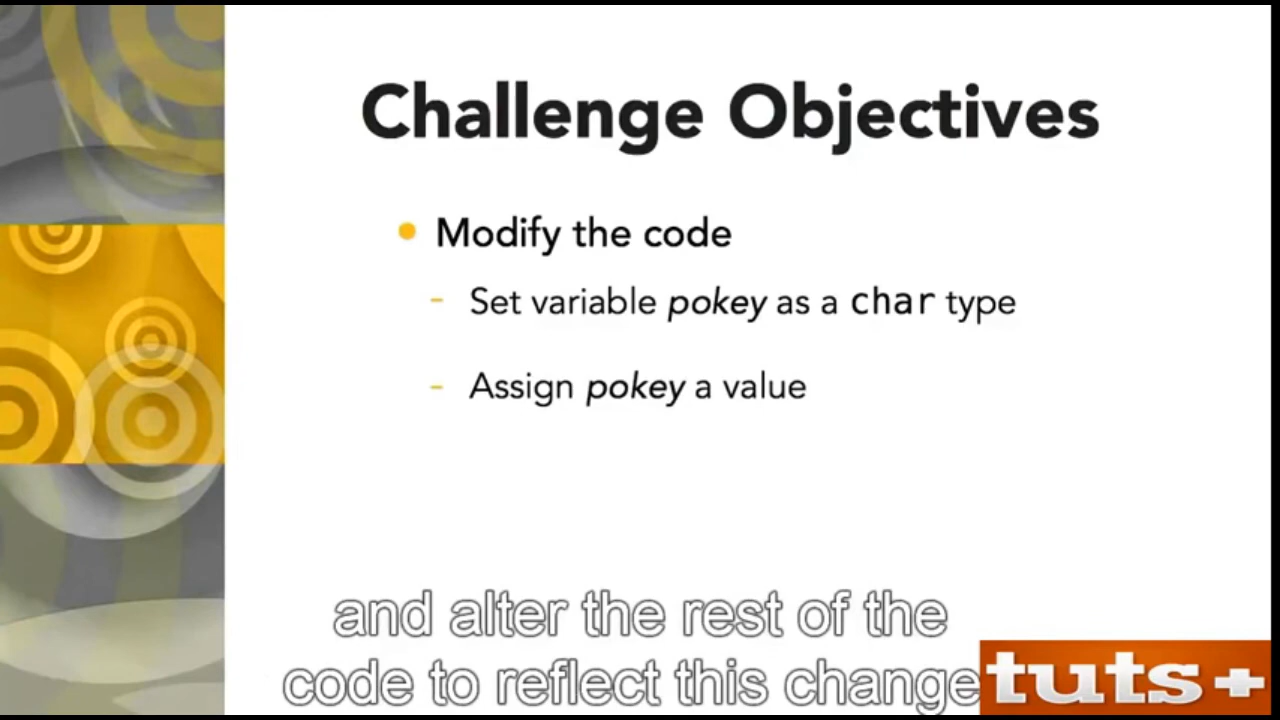 Challenge Objectives
Modify the code
- Set variable pokey as a char type
- Assign pokey a value
and alter the rest of the
code to reflect this change
tuts+